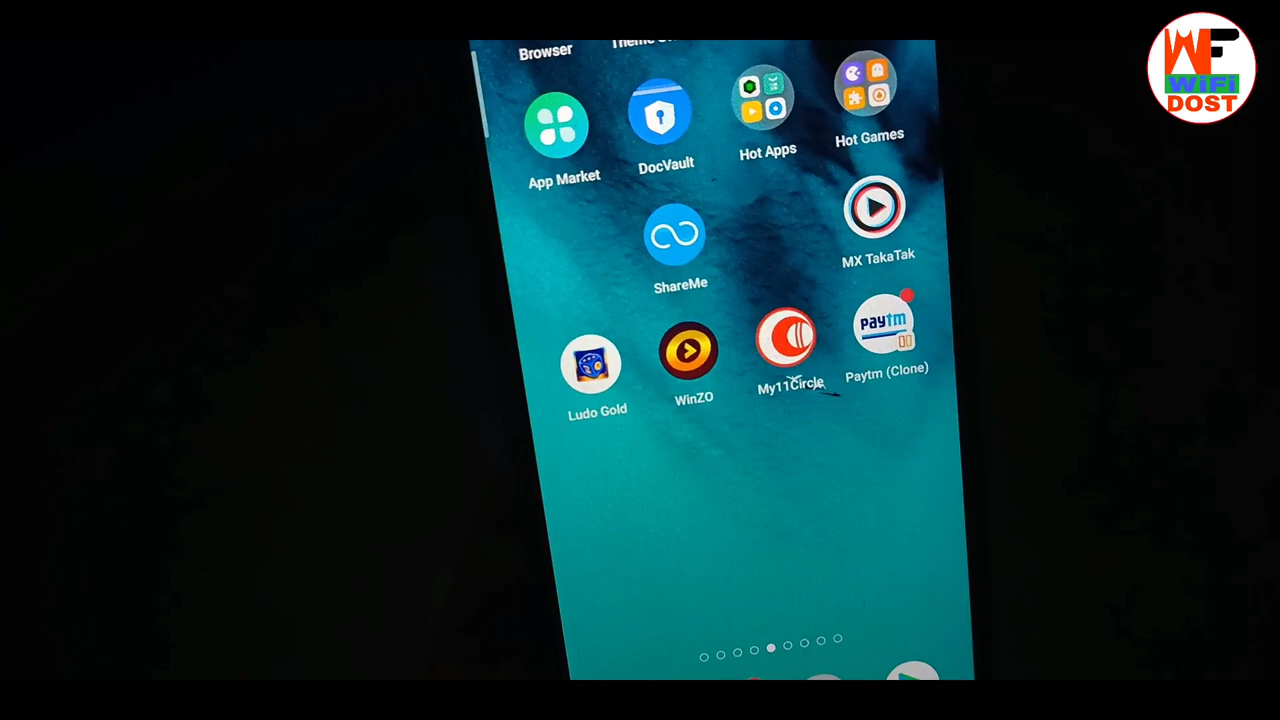 Browser
App Market
DocVault
Hot Apps
Hot Games
ShareMe
MX TakaTak
Ludo Gold
WinZO
My11Circle
paytm
Paytm (Clone)
WF
WiFi
DOST